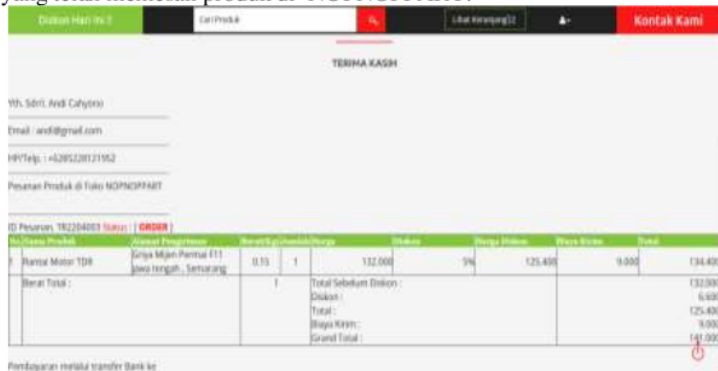 yang telah memesan produk di
Diskon Hari Ini !
Cari Produk
Lihat Keranjang
Kontak Kami
TERIMA KASIH
Yth. Sdr/i. Andi Cahyono
Email : andi@gmail.com
HP/Telp. : +6285228121952
Pesanan Produk di Toko NOPNOPPART
ID Pesanan. TR2204003 Status : [ ORDER ]
No Nama Produk Alamat Pengiriman Berat(Kg) Jumlah Harga Diskon Harga Diskon Biaya Kirim Total
1 Rantai Motor TDR Griya Mijen Permai F11 0.15 1 132.000 5% 125.400 9.000 134.400
Jawa tengah , Semarang
Berat Total : 1 Total Sebelum Diskon : 132.000
Diskon : 6.600
Total : 125.400
Biaya Kirim : 9.000
Grand Total : 141.000
Pembayaran melalui transfer Bank ke